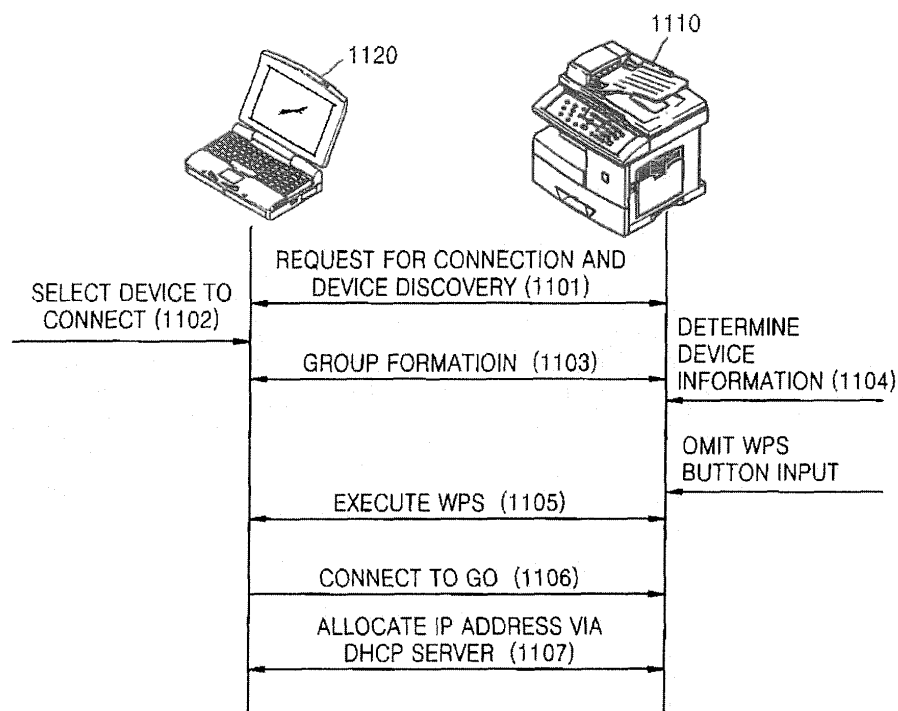 1120
1110
REQUEST FOR CONNECTION AND
DEVICE DISCOVERY (1101)
SELECT DEVICE TO
CONNECT (1102)
GROUP FORMATIOIN (1103)
DETERMINE
DEVICE
INFORMATION (1104)
OMIT WPS
BUTTON INPUT
EXECUTE WPS (1105)
CONNECT TO GO (1106)
ALLOCATE IP ADDRESS VIA
DHCP SERVER (1107)